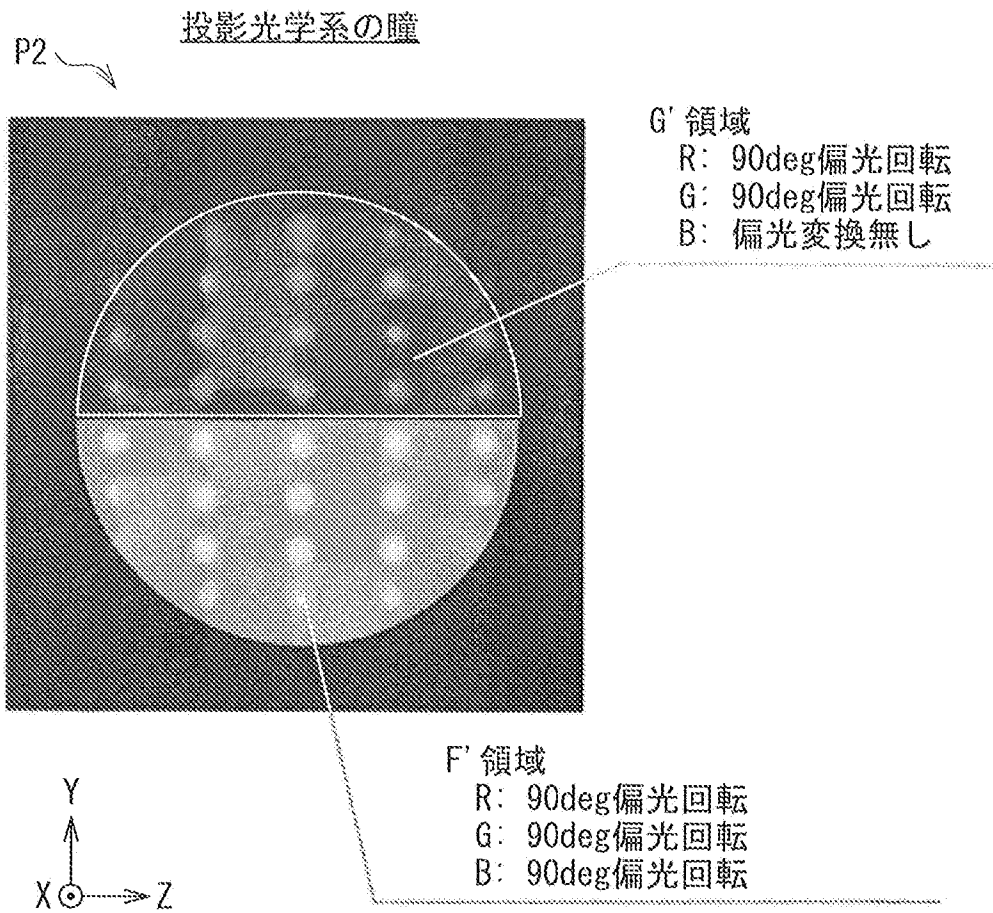 投影光学系の瞳
P2
G'領域
R: 90deg偏光回転
G: 90deg偏光回転
B: 偏光変換無し
F'領域
R: 90deg偏光回転
G: 90deg偏光回転
B: 90deg偏光回転
Y
X
Z